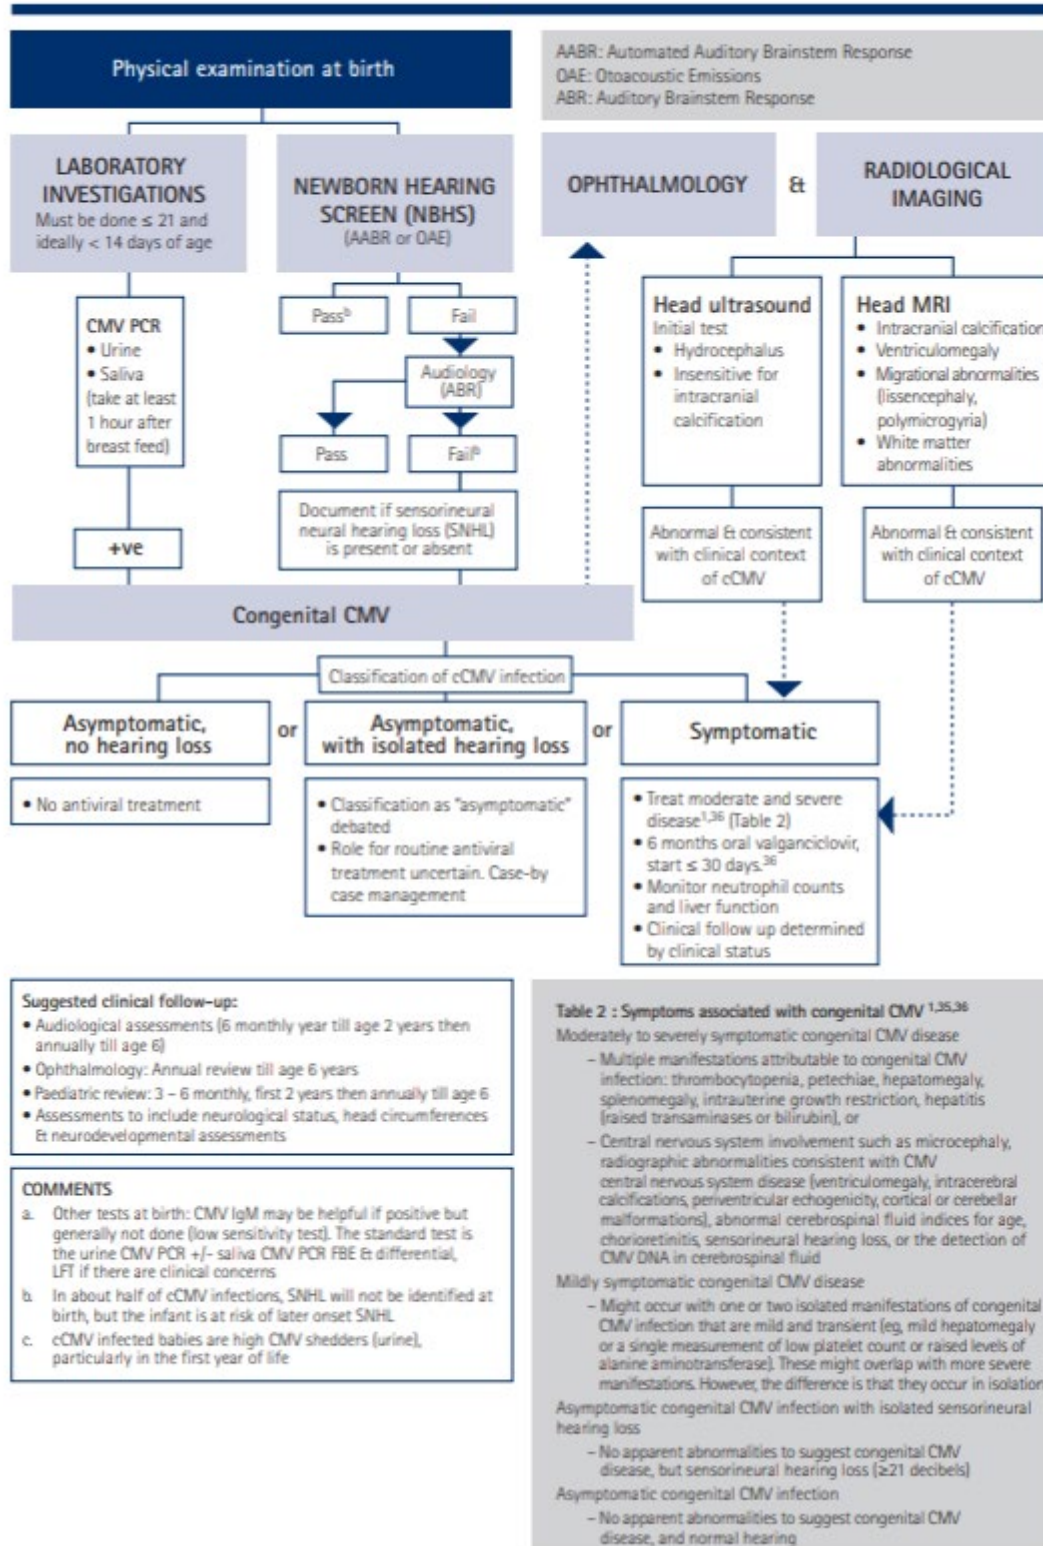 Physical examination at birth
AABR: Automated Auditory Brainstem Response
OAE: Otoacoustic Emissions
ABR: Auditory Brainstem Response
LABORATORY
INVESTIGATIONS
Must be done ≤ 21 and
ideally < 14 days of age
NEWBORN HEARING
SCREEN (NBHS)
(AABR or OAE)
OPHTHALMOLOGY
&
RADIOLOGICAL
IMAGING
CMV PCR
• Urine
• Saliva
(take at least
1 hour after
breast feed)
+ve
Passᵇ
Fail
Audiology
(ABR)
Pass
Failᵇ
Document if sensorineural
neural hearing loss (SNHL)
is present or absent
Head ultrasound
Initial test
• Hydrocephalus
• Insensitive for
intracranial
calcification
Head MRI
• Intracranial calcification
• Ventriculomegaly
• Migrational abnormalities
(lissencephaly,
polymicrogyria)
• White matter
abnormalities
Abnormal & consistent
with clinical context
of cCMV
Abnormal & consistent
with clinical context
of cCMV
Congenital CMV
Classification of cCMV infection
Asymptomatic,
no hearing loss
or
Asymptomatic,
with isolated hearing loss
or
Symptomatic
• No antiviral treatment
• Classification as "asymptomatic"
debated
• Role for routine antiviral
treatment uncertain. Case-by
case management
• Treat moderate and severe
disease¹,³⁶ (Table 2)
• 6 months oral valganciclovir,
start ≤ 30 days.³⁶
• Monitor neutrophil counts
and liver function
• Clinical follow up determined
by clinical status
Suggested clinical follow-up:
• Audiological assessments (6 monthly year till age 2 years then
annually till age 6)
• Ophthalmology: Annual review till age 6 years
• Paediatric review: 3 – 6 monthly, first 2 years then annually till age 6
• Assessments to include neurological status, head circumferences
& neurodevelopmental assessments
COMMENTS
a. Other tests at birth: CMV IgM may be helpful if positive but
generally not done (low sensitivity test). The standard test is
the urine CMV PCR +/- saliva CMV PCR FBE & differential,
LFT if there are clinical concerns
b. In about half of cCMV infections, SNHL will not be identified at
birth, but the infant is at risk of later onset SNHL
c. cCMV infected babies are high CMV shedders (urine),
particularly in the first year of life
Table 2 : Symptoms associated with congenital CMV ¹,³⁵,³⁶
Moderately to severely symptomatic congenital CMV disease
– Multiple manifestations attributable to congenital CMV
infection: thrombocytopenia, petechiae, hepatomegaly,
splenomegaly, intrauterine growth restriction, hepatitis
(raised transaminases or bilirubin), or
– Central nervous system involvement such as microcephaly,
radiographic abnormalities consistent with CMV
central nervous system disease (ventriculomegaly, intracerebral
calcifications, periventricular echogenicity, cortical or cerebellar
malformations), abnormal cerebrospinal fluid indices for age,
chorioretinitis, sensorineural hearing loss, or the detection of
CMV DNA in cerebrospinal fluid
Mildly symptomatic congenital CMV disease
– Might occur with one or two isolated manifestations of congenital
CMV infection that are mild and transient (eg, mild hepatomegaly
or a single measurement of low platelet count or raised levels of
alanine aminotransferase). These might overlap with more severe
manifestations. However, the difference is that they occur in isolation
Asymptomatic congenital CMV infection with isolated sensorineural
hearing loss
– No apparent abnormalities to suggest congenital CMV
disease, but sensorineural hearing loss (≥21 decibels)
Asymptomatic congenital CMV infection
– No apparent abnormalities to suggest congenital CMV
disease, and normal hearing